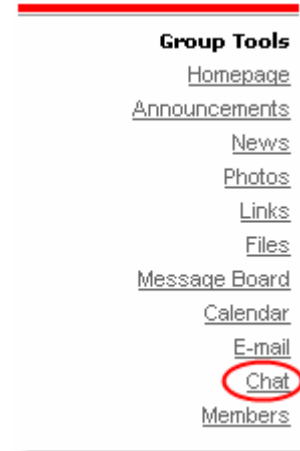 Group Tools
Homepage
Announcements
News
Photos
Links
Files
Message Board
Calendar
E-mail
Chat
Members